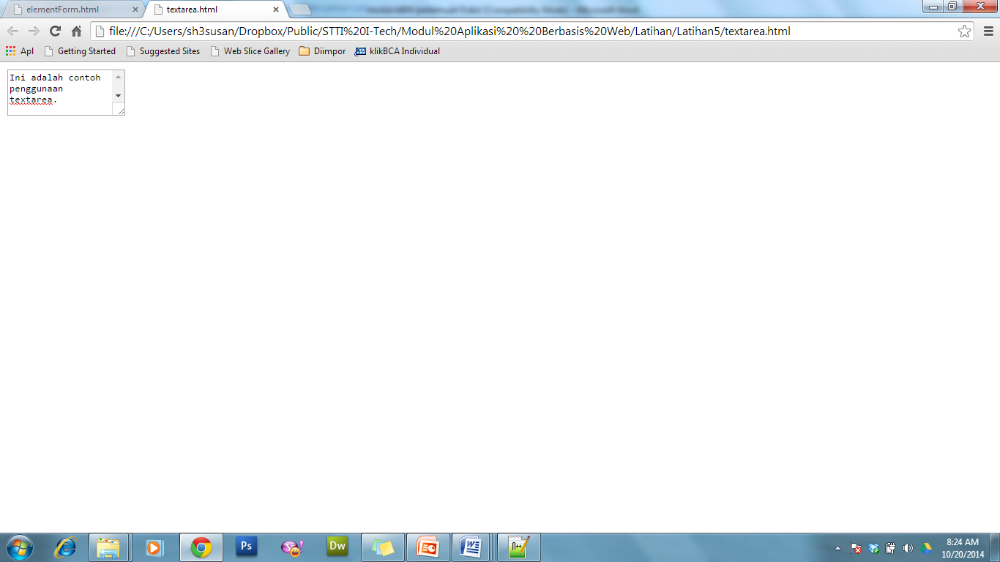 elementForm.html
textarea.html
file:///C:/Users/sh3susan/Dropbox/Public/STTI%20I-Tech/Modul%20Aplikasi%20%20Berbasis%20Web/Latihan/Latihan5/textarea.html
Apl Getting Started Suggested Sites Web Slice Gallery Diimpor klikBCA Individual
Ini adalah contoh
penggunaan
textarea.
Ps
Dw
8:24 AM
10/20/2014